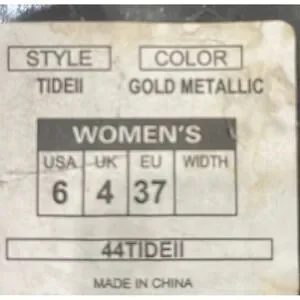 STYLE COLOR
TIDEII GOLD METALLIC
WOMEN'S
USA UK EU WIDTH
6 4 37
44TIDEII
MADE IN CHINA